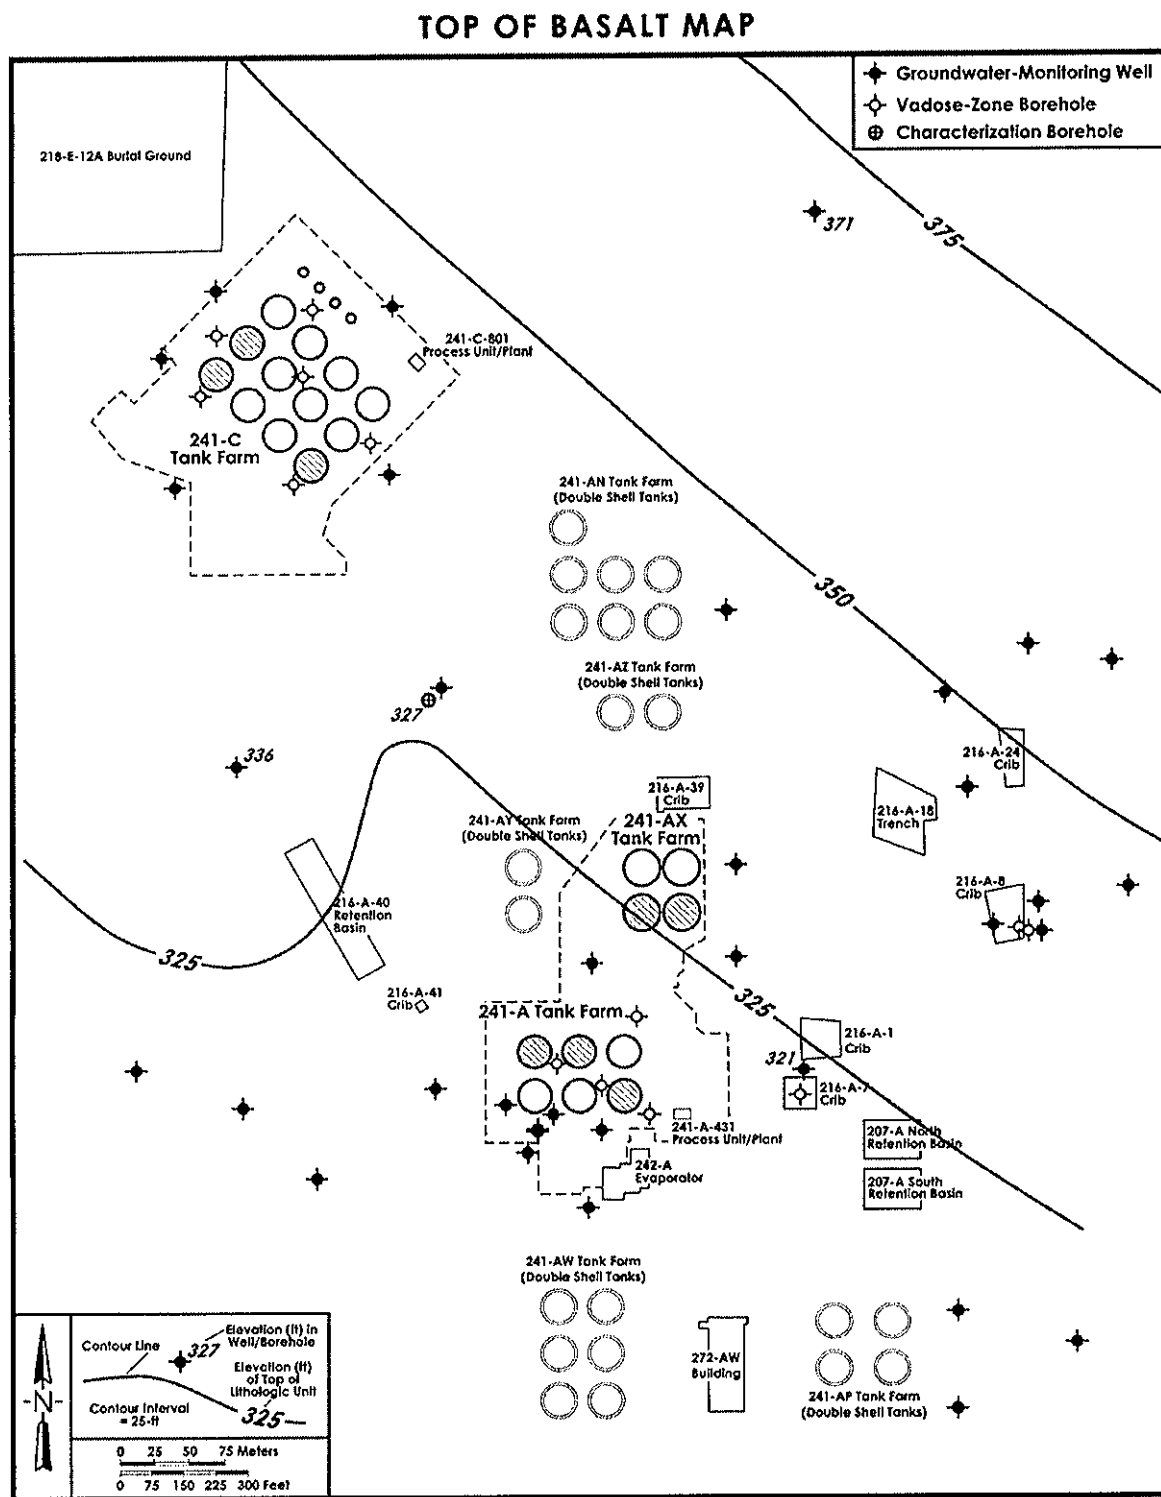 TOP OF BASALT MAP
Groundwater-Monitoring Well
Vadose-Zone Borehole
Characterization Borehole
218-E-12A Burial Ground
371
375
241-C-801
Process Unit/Plant
241-C
Tank Farm
241-AN Tank Farm
(Double Shell Tanks)
350
241-AZ Tank Farm
(Double Shell Tanks)
327
336
216-A-24
Crib
216-A-39
Crib
216-A-18
Trench
241-AY Tank Farm
(Double Shell Tanks)
241-AX
Tank Farm
216-A-8
Crib
216-A-40
Retention
Basin
325
216-A-41
Crib
325
241-A Tank Farm
216-A-1
Crib
321
216-A-7
Crib
241-A-431
Process Unit/Plant
207-A North
Retention Basin
242-A
Evaporator
207-A South
Retention Basin
241-AW Tank Farm
(Double Shell Tanks)
272-AW
Building
241-AP Tank Farm
(Double Shell Tanks)
N
Contour Line
327
Elevation (ft) in
Well/Borehole
Elevation (ft)
of Top of
Lithologic Unit
Contour Interval
= 25-ft
325
0 25 50 75 Meters
0 75 150 225 300 Feet